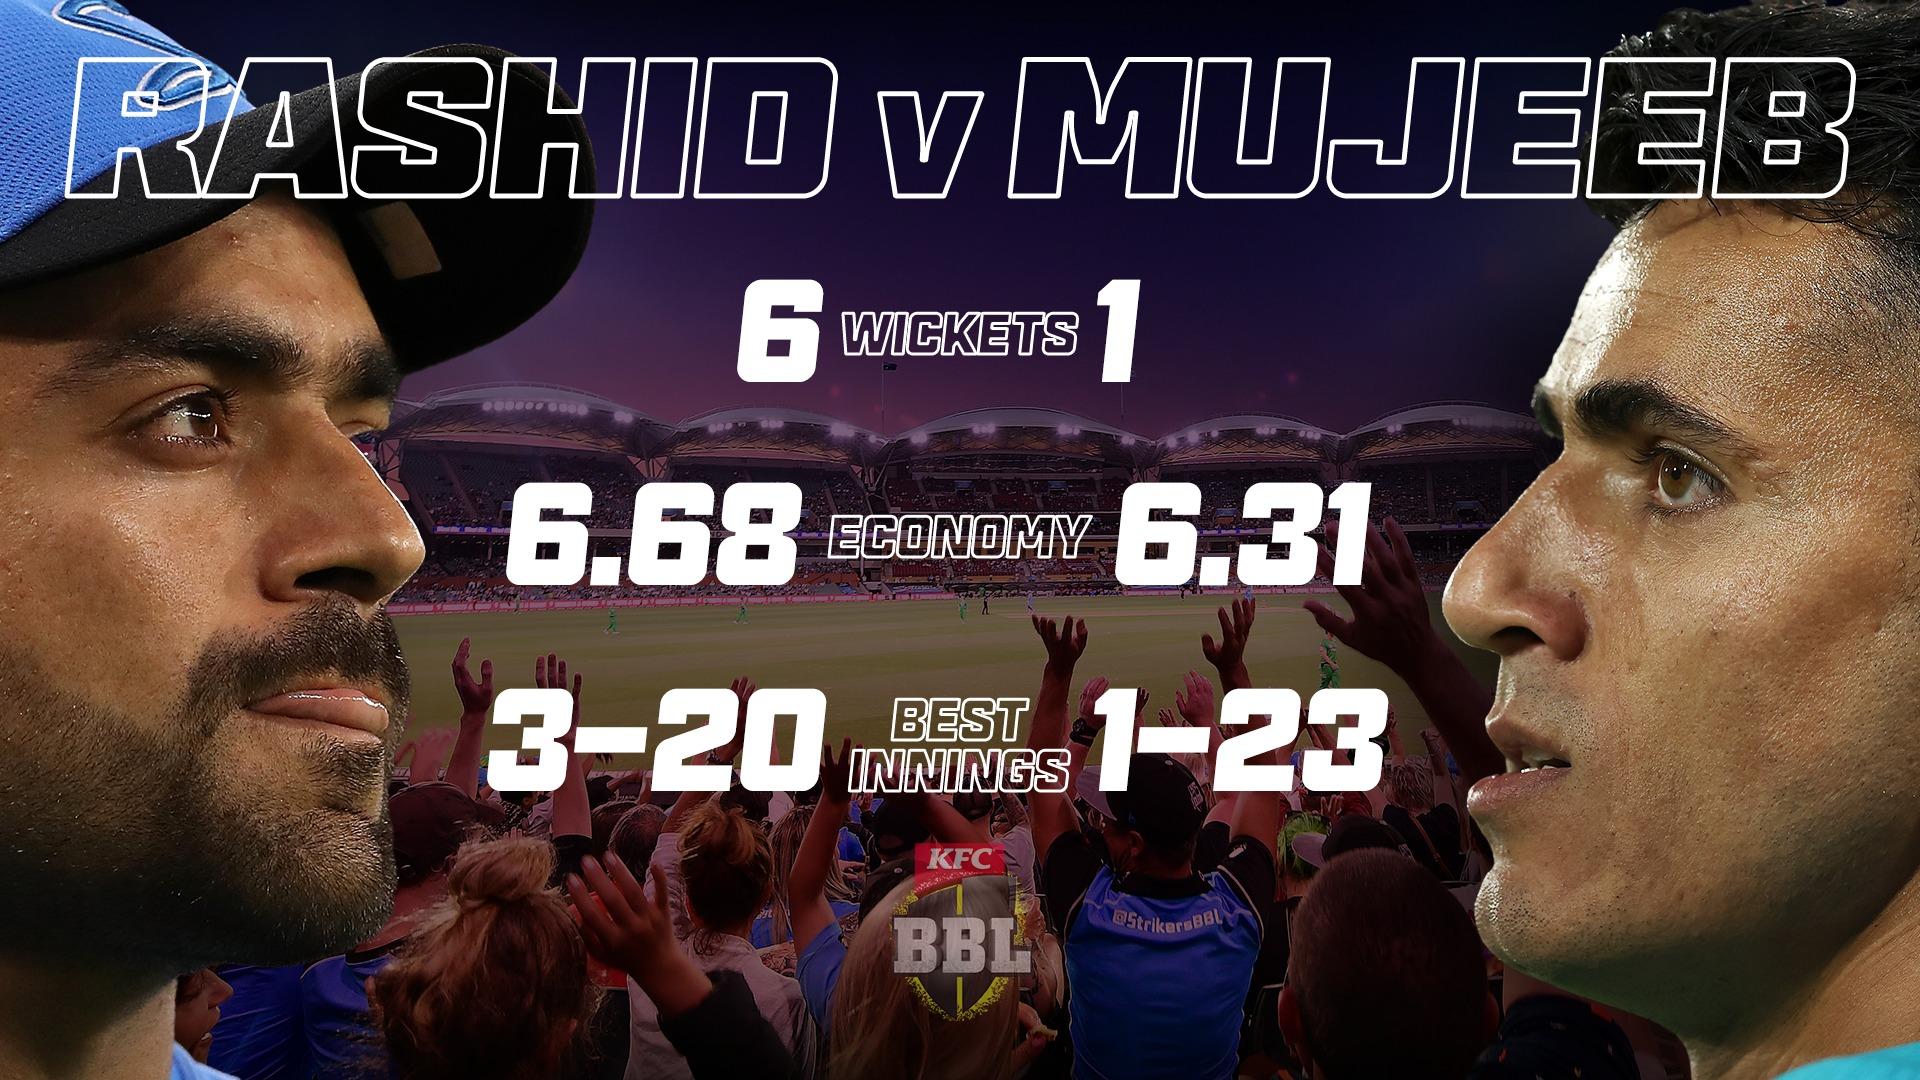 RASHID v MUJEEB
6 WICKETS 1
6.68 ECONOMY 6.31
3-20 BEST INNINGS 1-23
KFC
BBL
@StrikersBBL